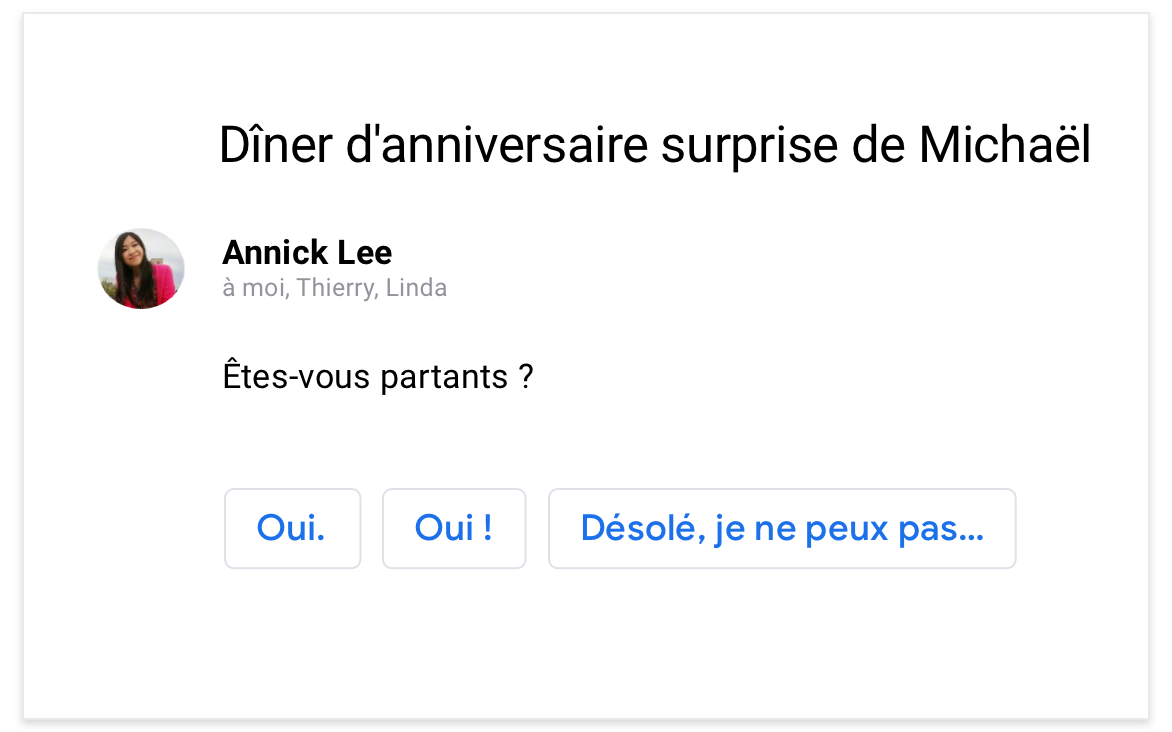 Dîner d'anniversaire surprise de Michaël
Annick Lee
à moi, Thierry, Linda
Êtes-vous partants ?
Oui.
Oui !
Désolé, je ne peux pas...